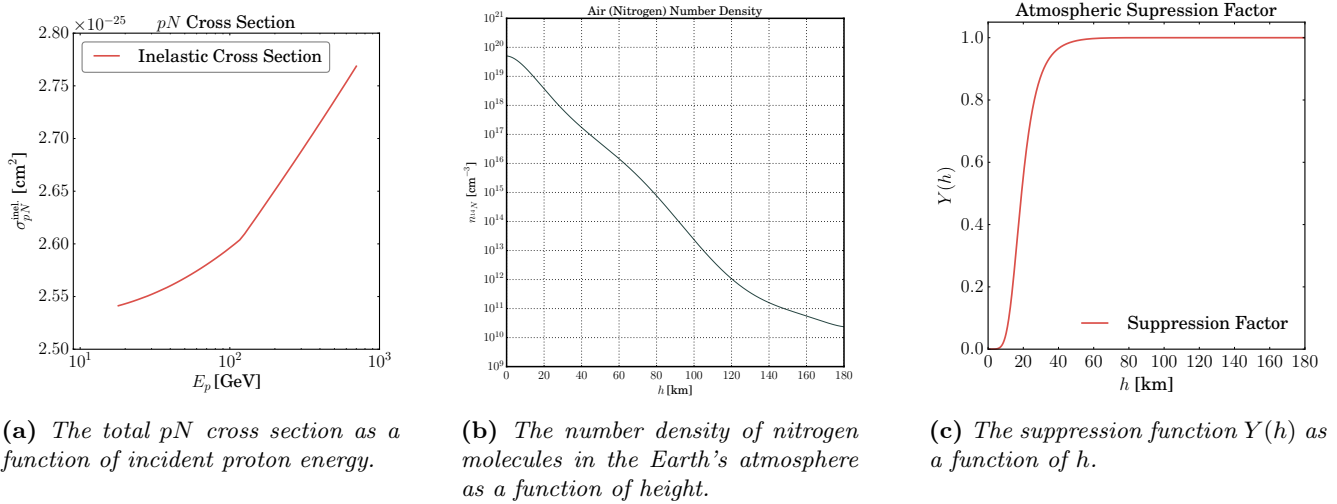 pN Cross Section
×10⁻²⁵
2.80
2.75
2.70
2.65
2.60
2.55
2.50
σ_{pN}^{inel.} [cm²]
Inelastic Cross Section
10¹ 10² 10³
E_p [GeV]
Air (Nitrogen) Number Density
10²¹
10²⁰
10¹⁹
10¹⁸
10¹⁷
10¹⁶
10¹⁵
10¹⁴
10¹³
10¹²
10¹¹
10¹⁰
10⁹
n_{¹⁴N} [cm⁻³]
0 20 40 60 80 100 120 140 160 180
h [km]
Atmospheric Supression Factor
1.0
0.8
0.6
0.4
0.2
0.0
Y(h)
Suppression Factor
0 20 40 60 80 100 120 140 160 180
h [km]
(a) The total pN cross section as a
function of incident proton energy.
(b) The number density of nitrogen
molecules in the Earth's atmosphere
as a function of height.
(c) The suppression function Y(h) as
a function of h.